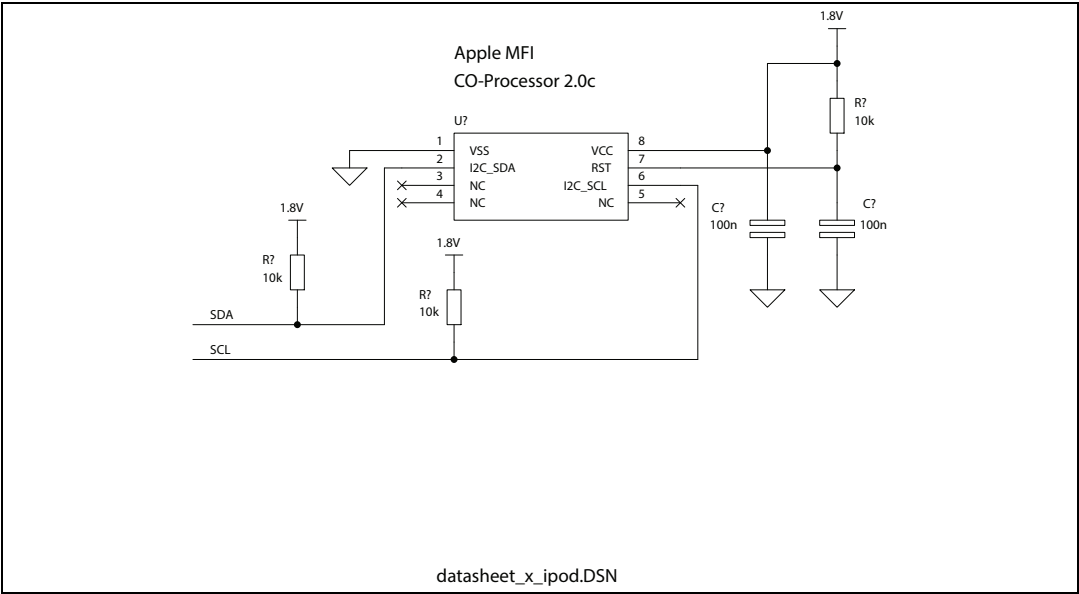 1.8V
Apple MFI
CO-Processor 2.0c
R?
10k
U?
1
VSS
VCC
8
2
I2C_SDA
RST
7
3
NC
I2C_SCL
6
4
NC
NC
5
1.8V
C?
100n
C?
100n
1.8V
R?
10k
R?
10k
SDA
SCL
datasheet_x_ipod.DSN